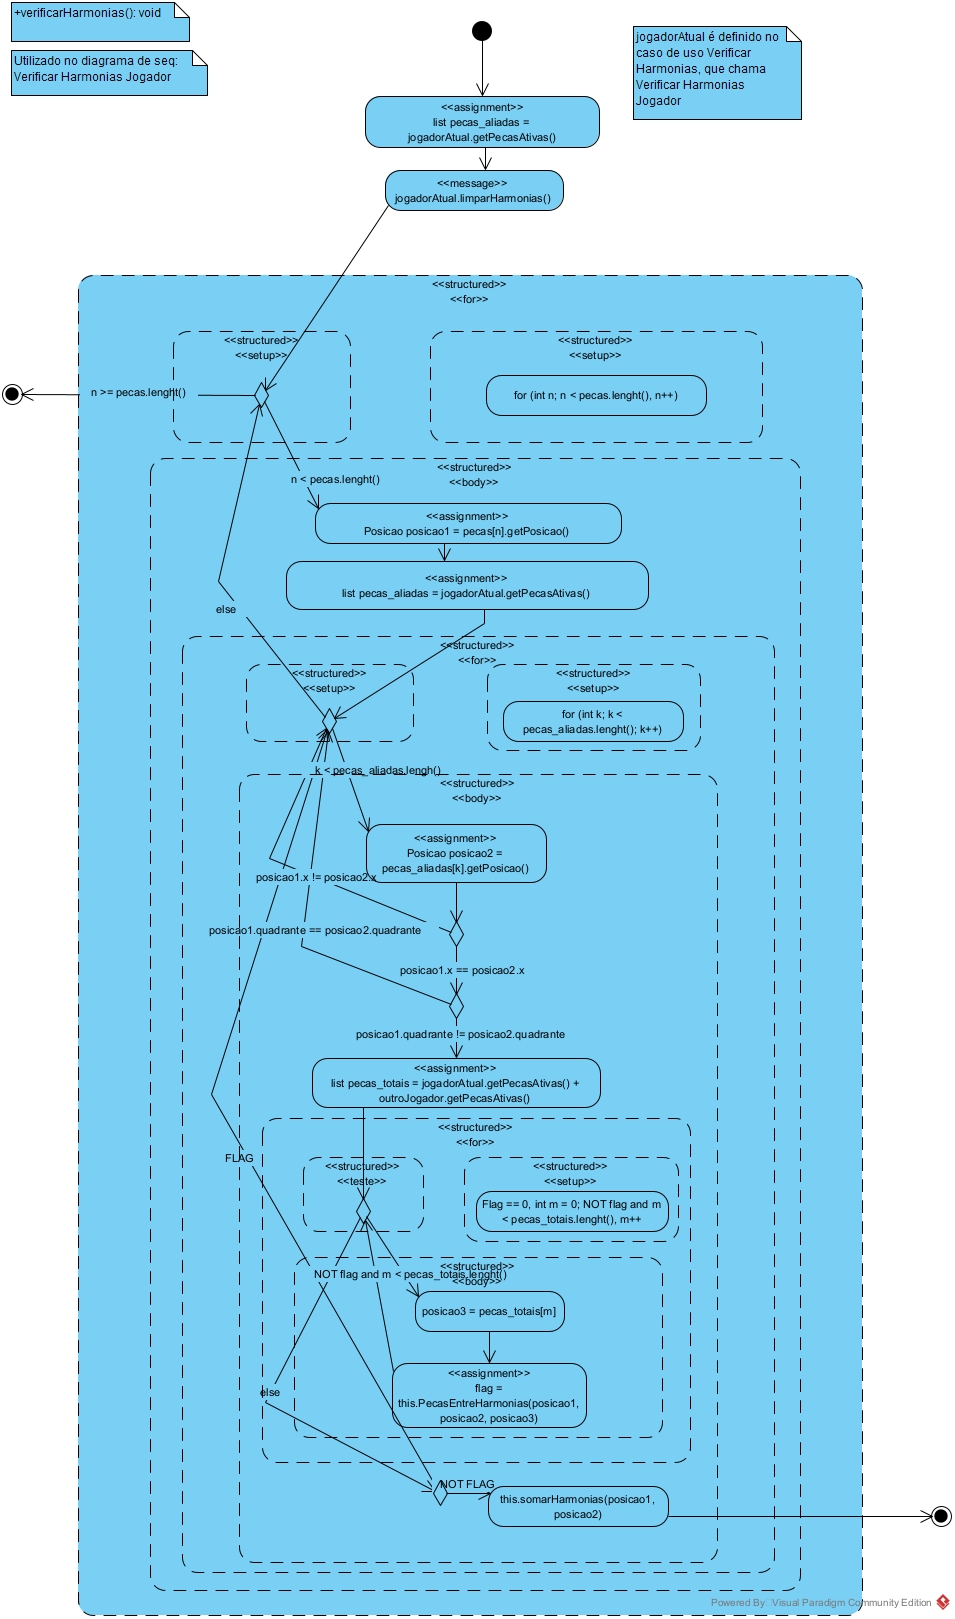 +verificarHarmonias(): void
Utilizado no diagrama de seq:
Verificar Harmonias Jogador
jogadorAtual é definido no
caso de uso Verificar
Harmonias, que chama
Verificar Harmonias
Jogador
<<assignment>>
list pecas_aliadas =
jogadorAtual.getPecasAtivas()
<<message>>
jogadorAtual.limparHarmonias()
<<structured>>
<<for>>
<<structured>>
<<setup>>
<<structured>>
<<setup>>
for (int n; n < pecas.lenght(), n++)
n >= pecas.lenght()
n < pecas.lenght()
<<structured>>
<<body>>
<<assignment>>
Posicao posicao1 = pecas[n].getPosicao()
<<assignment>>
list pecas_aliadas = jogadorAtual.getPecasAtivas()
else
<<structured>>
<<for>>
<<structured>>
<<setup>>
<<structured>>
<<setup>>
for (int k; k <
pecas_aliadas.lenght(); k++)
k < pecas_aliadas.lengh()
<<structured>>
<<body>>
<<assignment>>
Posicao posicao2 =
pecas_aliadas[k].getPosicao()
posicao1.x != posicao2.x
posicao1.quadrante == posicao2.quadrante
posicao1.x == posicao2.x
posicao1.quadrante != posicao2.quadrante
<<assignment>>
list pecas_totais = jogadorAtual.getPecasAtivas() +
outroJogador.getPecasAtivas()
<<structured>>
<<for>>
FLAG
<<structured>>
<<teste>>
<<structured>>
<<setup>>
Flag == 0, int m = 0; NOT flag and m
< pecas_totais.lenght(), m++
<<structured>>
<<body>>
NOT flag and m < pecas_totais.lenght()
posicao3 = pecas_totais[m]
<<assignment>>
flag =
this.PecasEntreHarmonias(posicao1,
posicao2, posicao3)
else
NOT FLAG
this.somarHarmonias(posicao1,
posicao2)
Powered By Visual Paradigm Community Edition